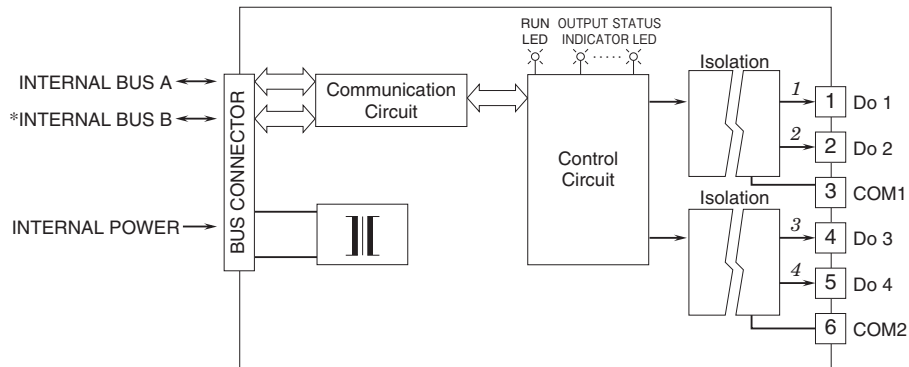 RUN
LED
OUTPUT STATUS
INDICATOR LED
Isolation
INTERNAL BUS A
*INTERNAL BUS B
INTERNAL POWER
BUS CONNECTOR
Communication
Circuit
Control
Circuit
1
1
Do 1
2
2
Do 2
3
COM1
Isolation
3
4
Do 3
4
5
Do 4
6
COM2